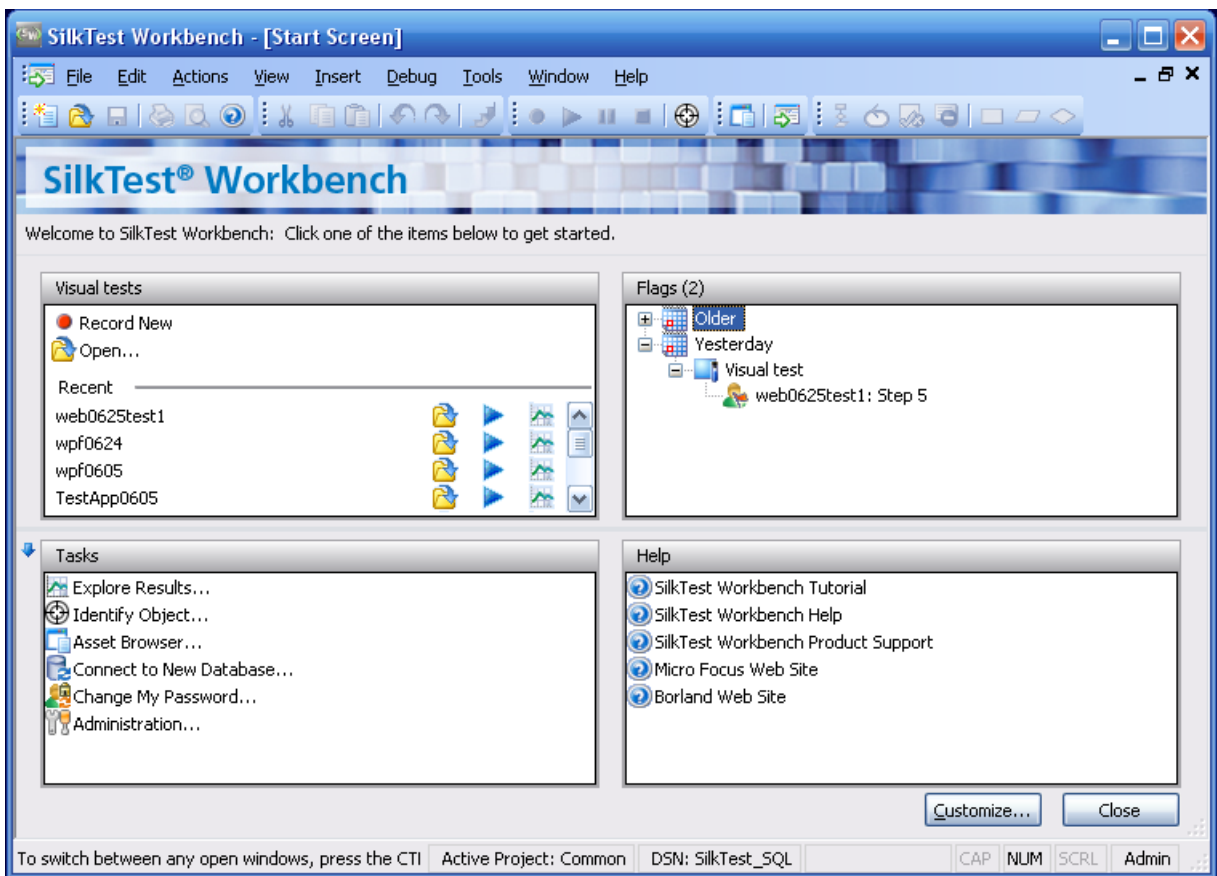 SilkTest Workbench - [Start Screen]
File Edit Actions View Insert Debug Tools Window Help
SilkTest® Workbench
Welcome to SilkTest Workbench: Click one of the items below to get started.
Visual tests
Record New
Open...
Recent
web0625test1
wpf0624
wpf0605
TestApp0605
Flags (2)
Older
Yesterday
Visual test
web0625test1: Step 5
Tasks
Explore Results...
Identify Object...
Asset Browser...
Connect to New Database...
Change My Password...
Administration...
Help
SilkTest Workbench Tutorial
SilkTest Workbench Help
SilkTest Workbench Product Support
Micro Focus Web Site
Borland Web Site
Customize... Close
To switch between any open windows, press the CTI Active Project: Common DSN: SilkTest_SQL CAP NUM SCRL Admin